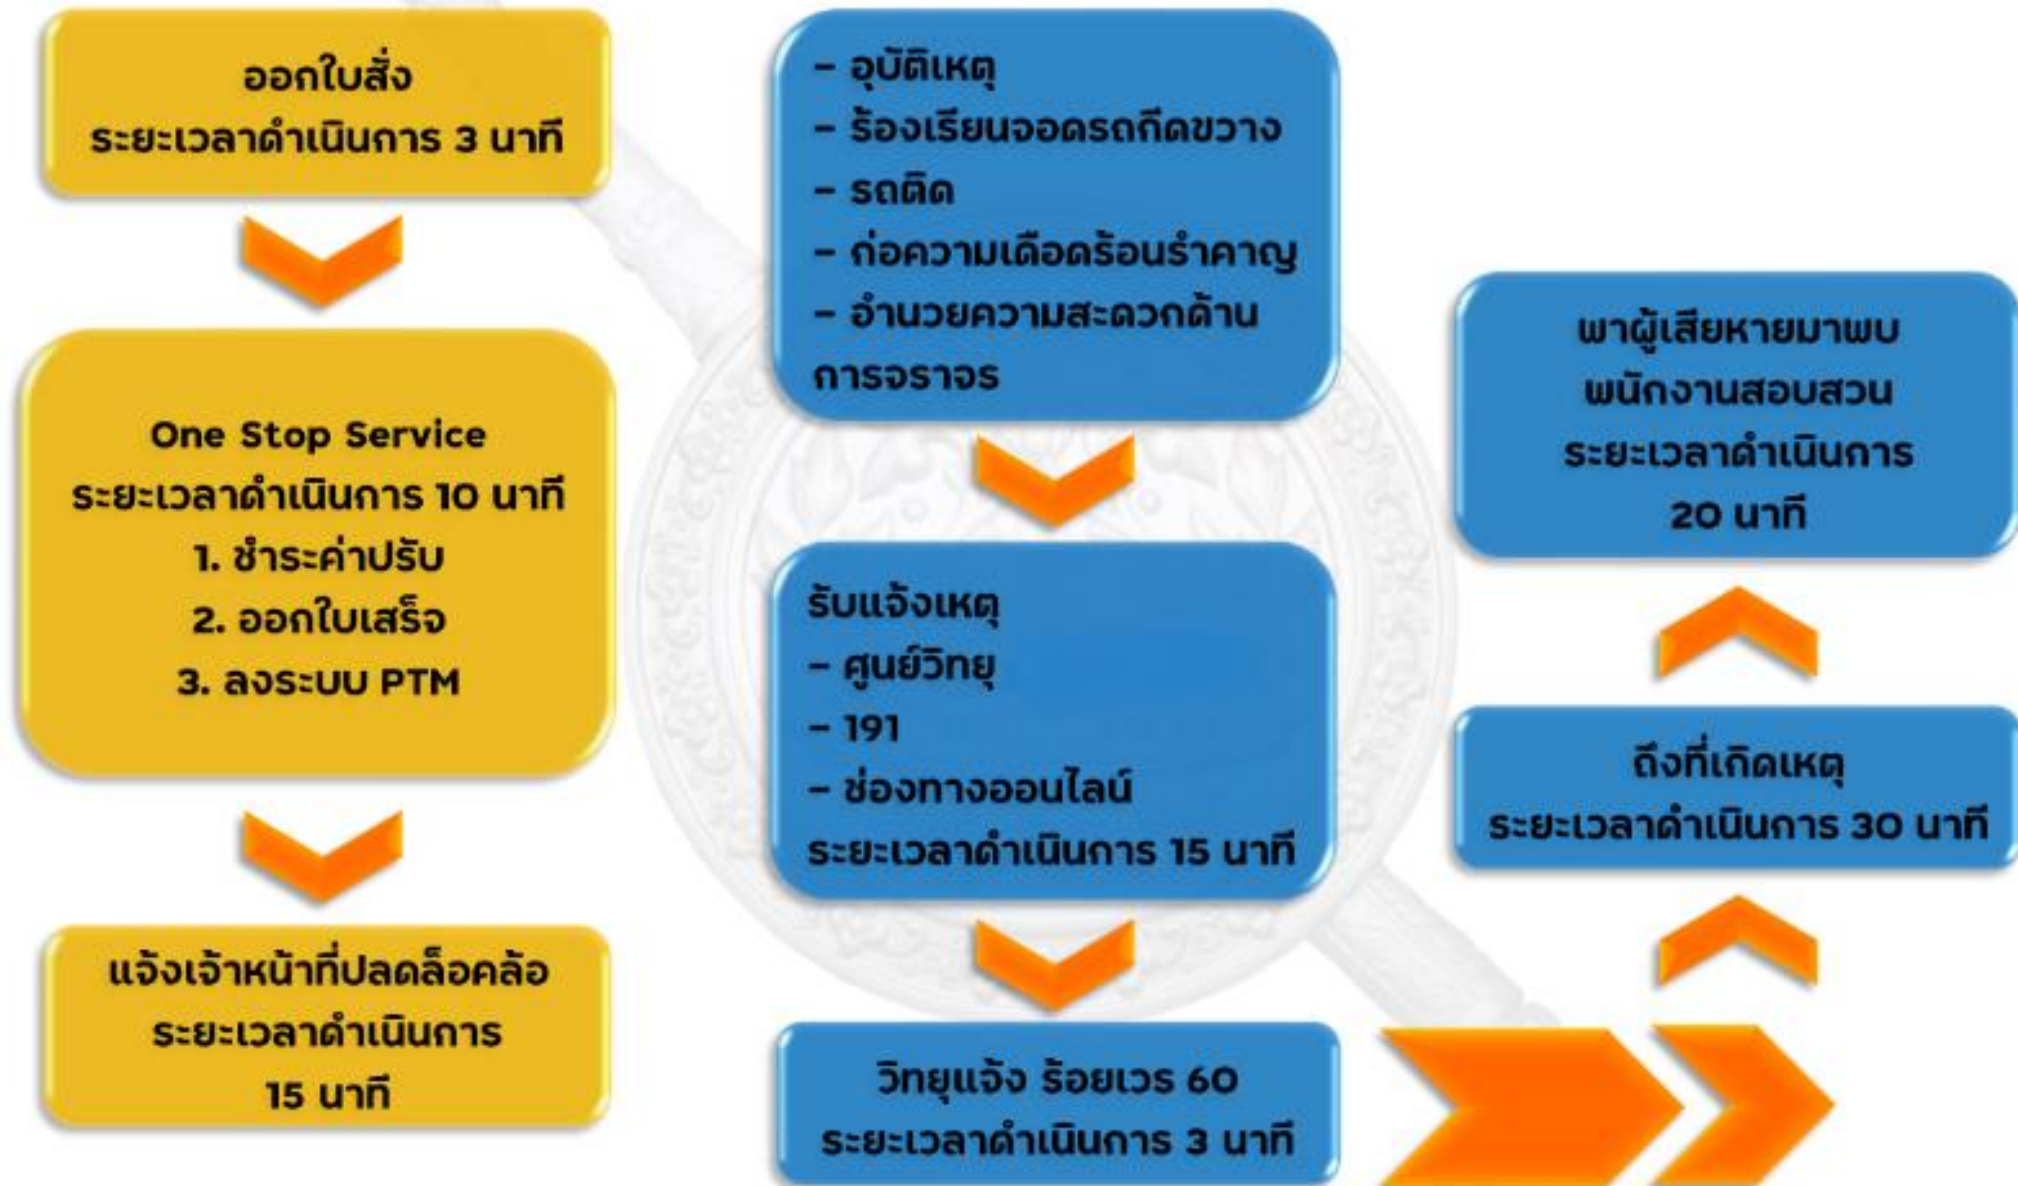 ออกใบสั่ง
ระยะเวลาดำเนินการ 3 นาที
One Stop Service
ระยะเวลาดำเนินการ 10 นาที
1. ชำระค่าปรับ
2. ออกใบเสร็จ
3. ลงระบบ PTM
แจ้งเจ้าหน้าที่ปลดล็อคล้อ
ระยะเวลาดำเนินการ
15 นาที
- อุบัติเหตุ
- ร้องเรียนจอดรถกีดขวาง
- รถติด
- ก่อความเดือดร้อนรำคาญ
- อำนวยความสะดวกด้าน
การจราจร
รับแจ้งเหตุ
- ศูนย์วิทยุ
- 191
- ช่องทางออนไลน์
ระยะเวลาดำเนินการ 15 นาที
วิทยุแจ้ง ร้อยเวร 60
ระยะเวลาดำเนินการ 3 นาที
ถึงที่เกิดเหตุ
ระยะเวลาดำเนินการ 30 นาที
พาผู้เสียหายมาพบ
พนักงานสอบสวน
ระยะเวลาดำเนินการ
20 นาที